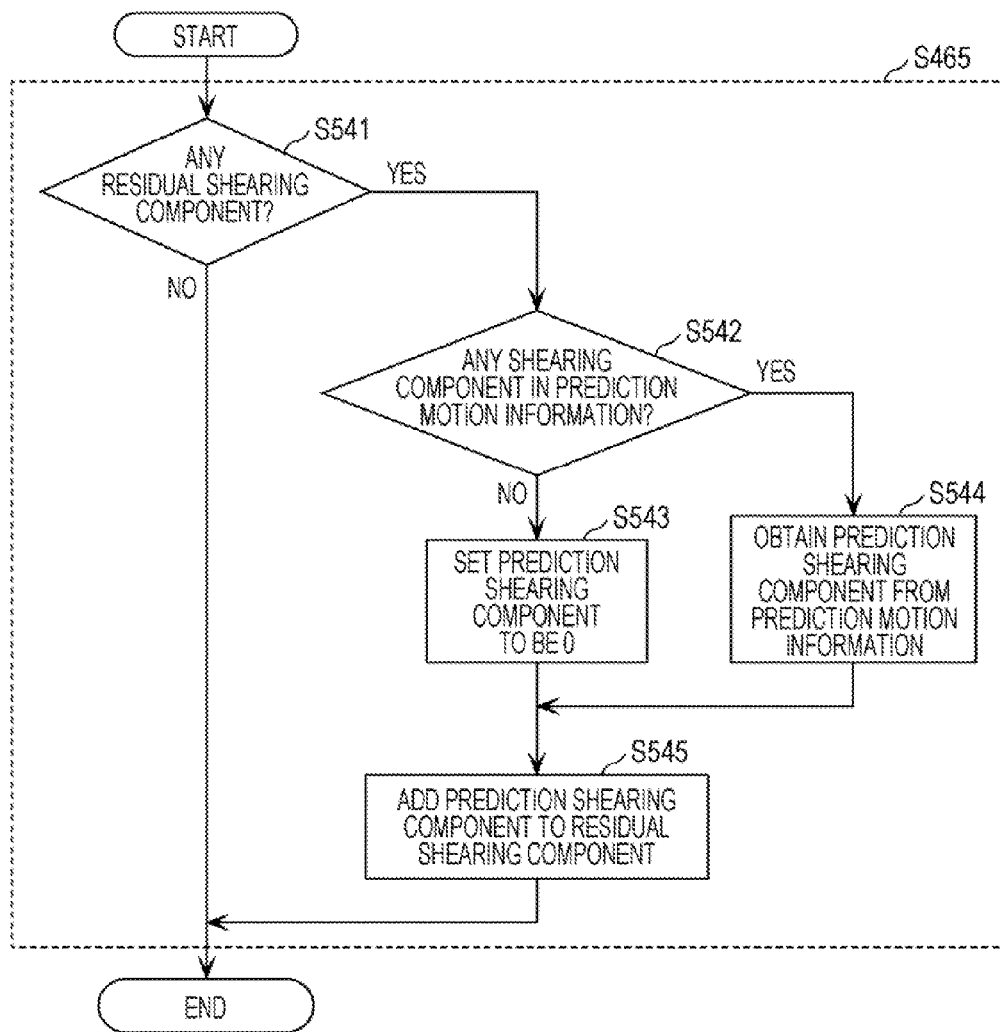 START
S465
S541
ANY
RESIDUAL SHEARING
COMPONENT?
YES
NO
S542
ANY SHEARING
COMPONENT IN PREDICTION
MOTION INFORMATION?
YES
NO
S543
SET PREDICTION
SHEARING
COMPONENT
TO BE 0
S544
OBTAIN PREDICTION
SHEARING
COMPONENT FROM
PREDICTION MOTION
INFORMATION
S545
ADD PREDICTION SHEARING
COMPONENT TO RESIDUAL
SHEARING COMPONENT
END